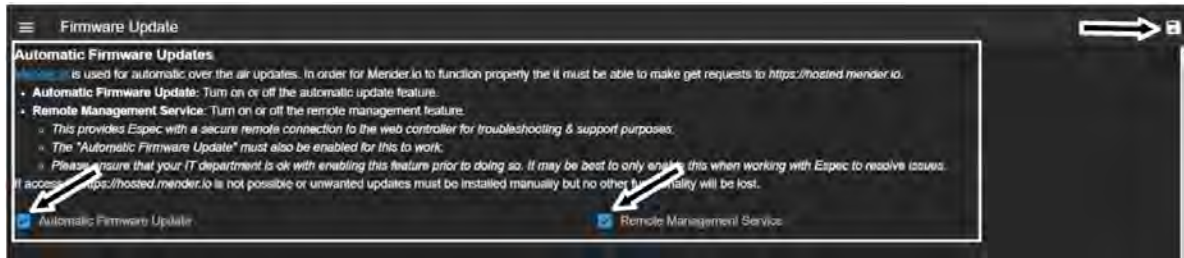 Firmware Update
Automatic Firmware Updates
Mender.io is used for automatic over the air updates. In order for Mender.io to function properly the it must be able to make get requests to https://hosted.mender.io.
• Automatic Firmware Update: Turn on or off the automatic update feature.
• Remote Management Service: Turn on or off the remote management feature.
○ This provides Espec with a secure remote connection to the web controller for troubleshooting & support purposes.
○ The "Automatic Firmware Update" must also be enabled for this to work.
○ Please ensure that your IT department is ok with enabling this feature prior to doing so. It may be best to only enable this when working with Espec to resolve issues.
If access https://hosted.mender.io is not possible or unwanted updates must be installed manually but no other functionality will be lost.
Automatic Firmware Update Remote Management Service